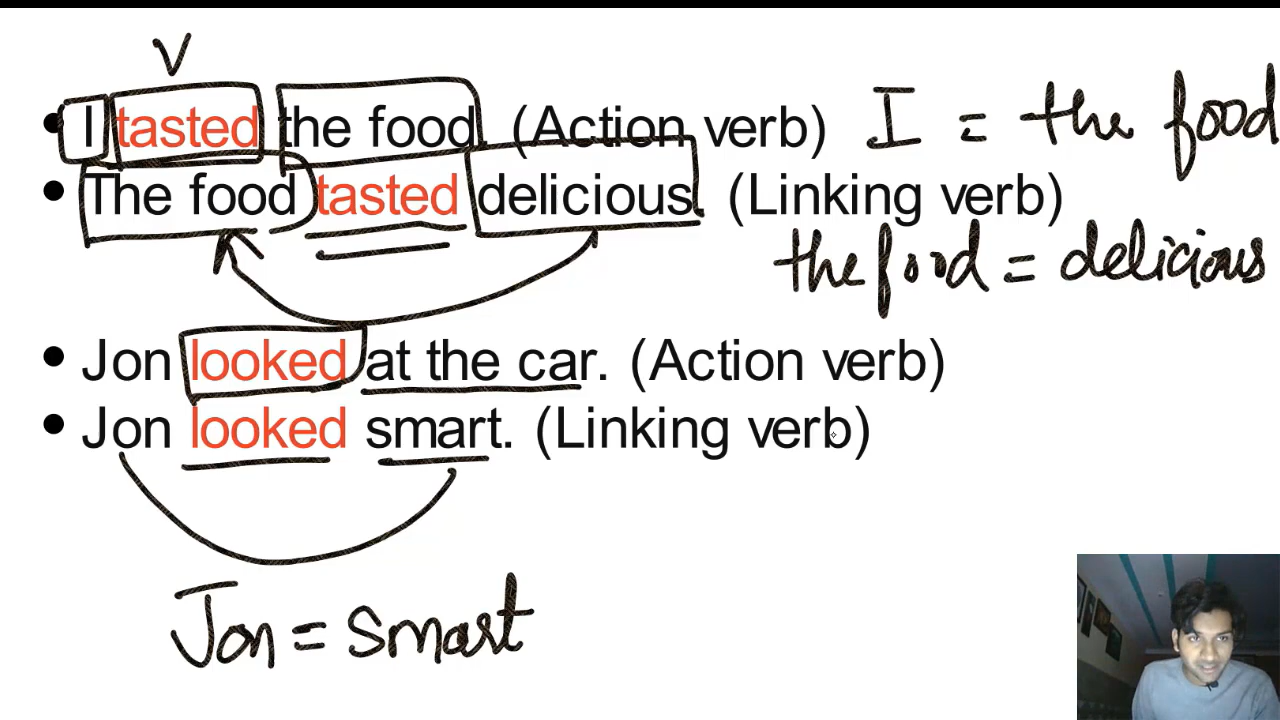 V
• I tasted the food. (Action verb) I = the food
• The food tasted delicious. (Linking verb)
the food = delicious
• Jon looked at the car. (Action verb)
• Jon looked smart. (Linking verb)
Jon = smart